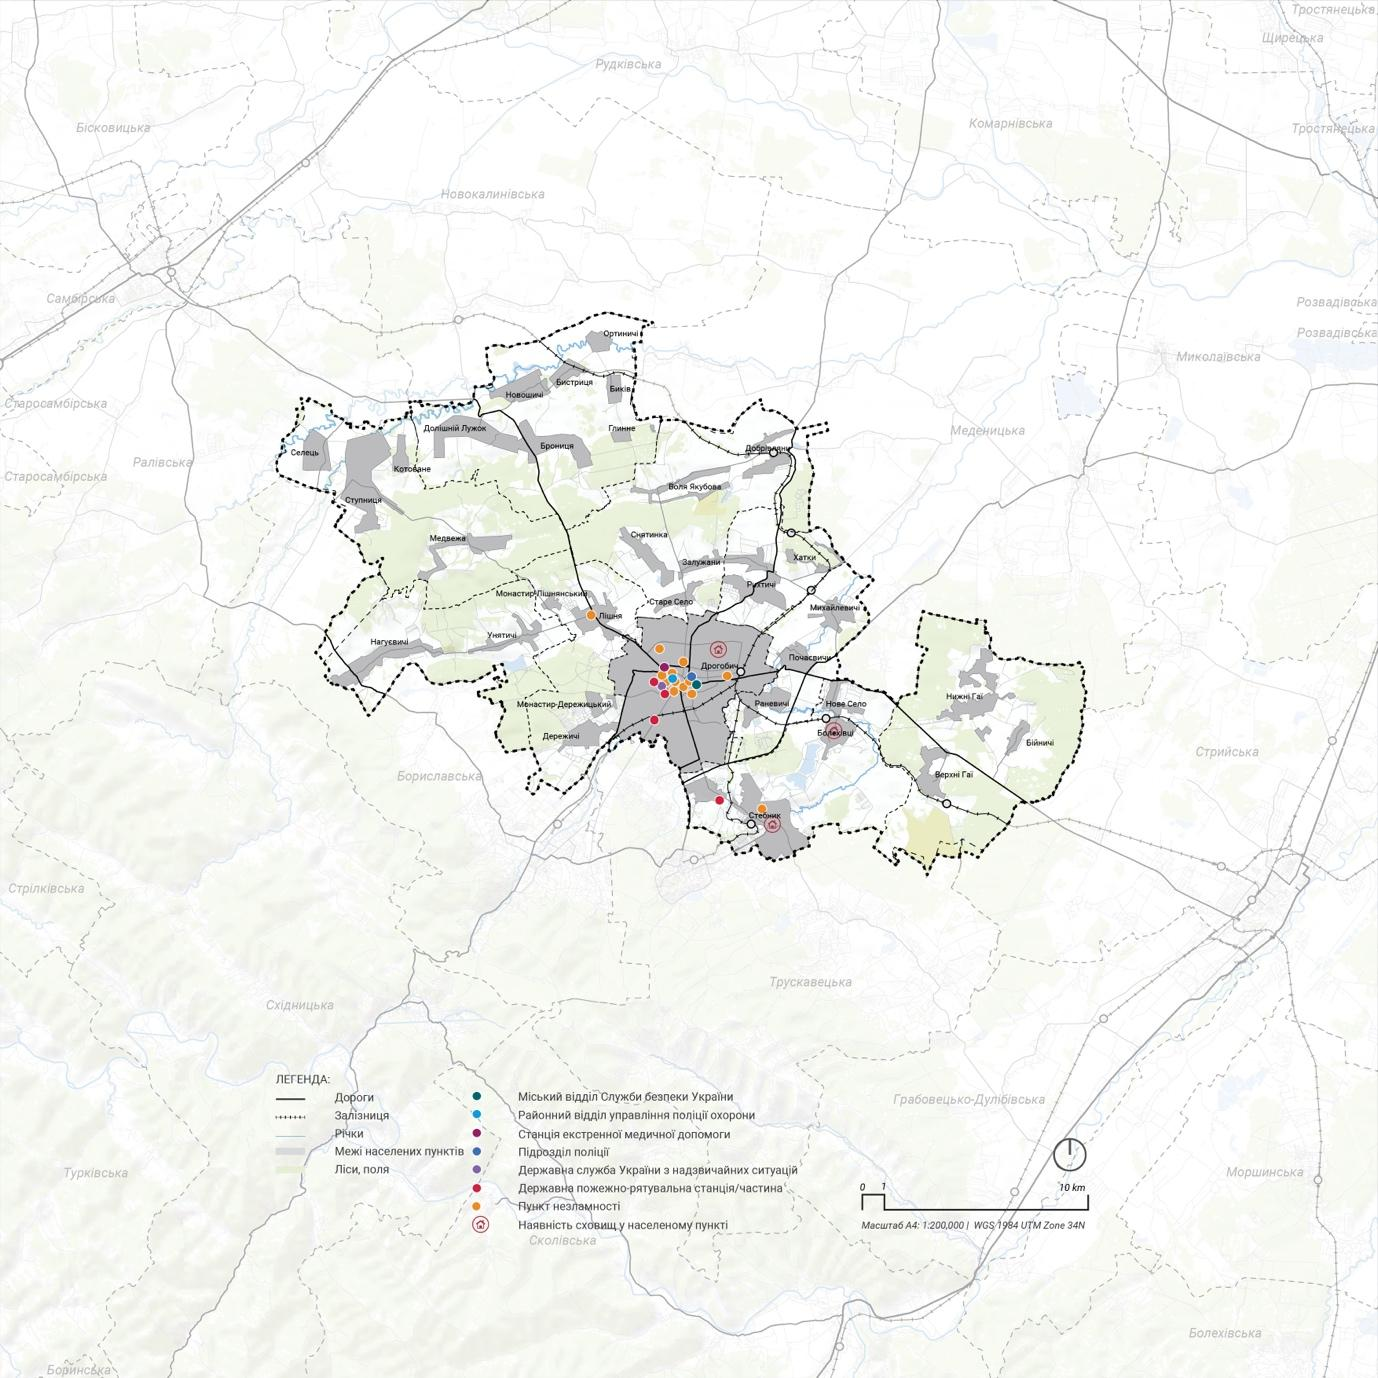 Тростянецька
Щирецька
Рудківська
Комарнівська
Бісковицька
Тростянецька
Новокалинівська
Самбірська
Розвадівська
Розвадівська
Миколаївська
Ортиничі
Бистриця
Биків
Новошичі
Старосамбірська
Долішній Лужок
Глинне
Меденицька
Брониця
Добрівляни
Селець
Ралівська
Котоване
Старосамбірська
Воля Якубова
Ступниця
Снятинка
Медвежа
Хатки
Залужани
Рихтичі
Монастир-Лішнянський
Старе Село
Михайлевичі
Лішня
Унятичі
Нагуєвичі
Почаєвичи
Дрогобич
Нижні Гаї
Монастир-Дережицький
Раневичі
Нове Село
Дережичі
Болехівці
Бійничі
Стрийська
Бориславська
Верхні Гаї
Стебник
Стрілківська
Трускавецька
Східницька
Грабовецько-Дулібівська
Турківська
Моршинська
Сколівська
Болехівська
Боринська
ЛЕГЕНДА:
Дороги
Залізниця
Річки
Межі населених пунктів
Ліси, поля
Міський відділ Служби безпеки України
Районний відділ управління поліції охорони
Станція екстренної медичної допомоги
Підрозділ поліції
Державна служба України з надзвичайних ситуацій
Державна пожежно-рятувальна станція/частина
Пункт незламності
Наявність сховищ у населеному пункті
0 1 10 km
Масштаб А4: 1:200,000 | WGS 1984 UTM Zone 34N